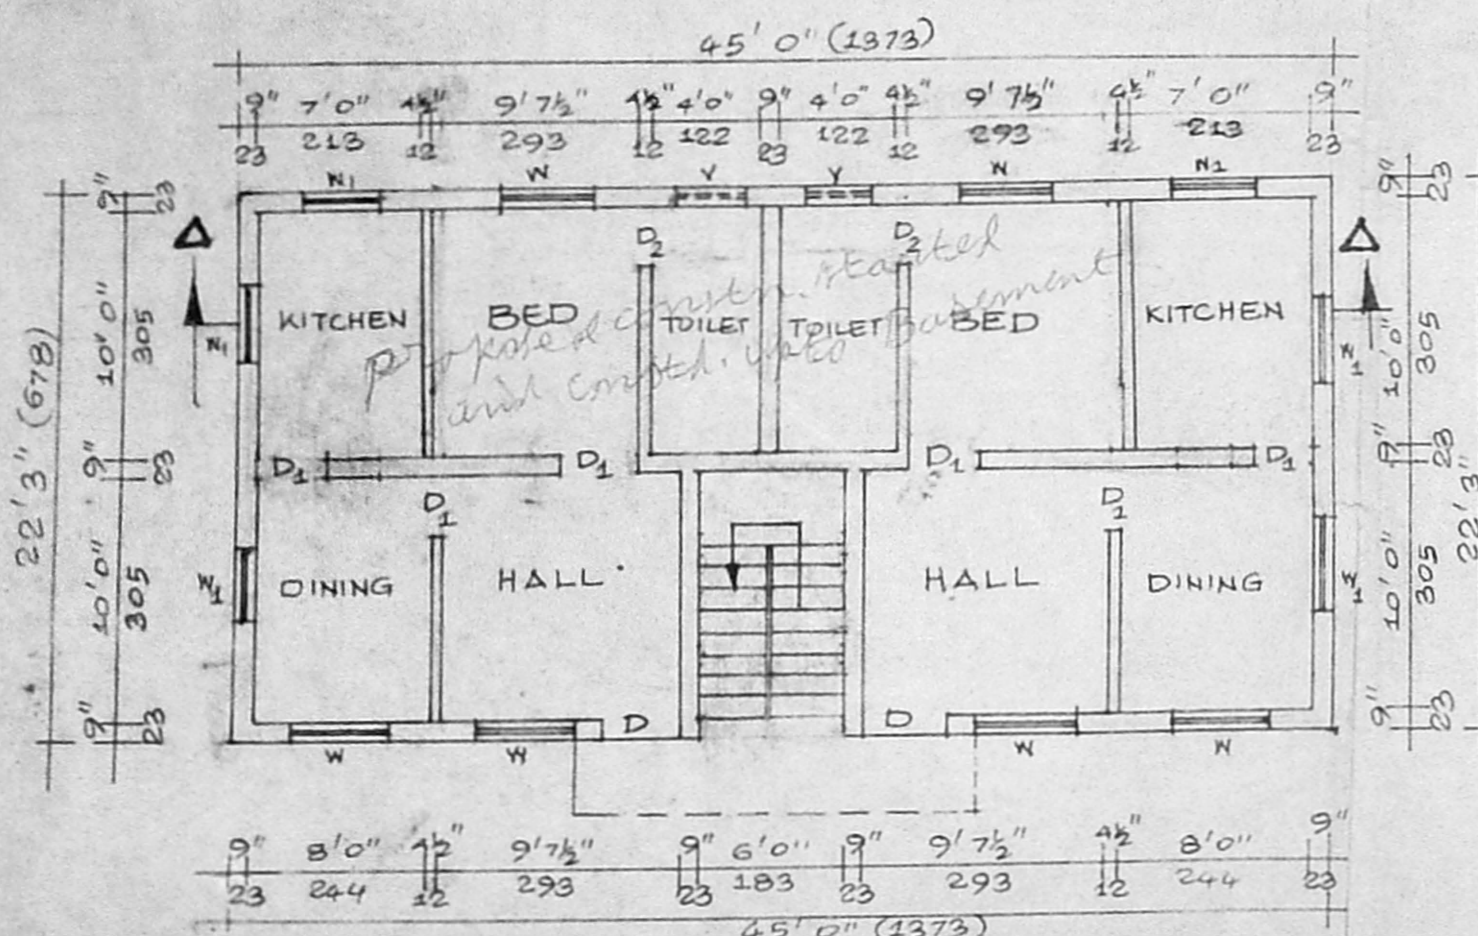 45' 0" (1373)
9" 7'0" 4½" 9'7½" 4½" 4'0" 9" 4'0" 4½" 9'7½" 4½" 7'0" 9"
23 213 12 293 12 122 23 122 12 293 12 213 23
W1 W V V W W1
9" 23
9" 23
D2 D2
KITCHEN BED TOILET TOILET BED KITCHEN
proposed constn. started
and constd. upto Basement
W1 W1
10'0" 305
10'0" 305
22'3" (678)
22'3"
9" 23
9" 23
D1 D1 D1 D1
D1 D1
DINING HALL HALL DINING
W1 W1
10'0" 305
10'0" 305
9" 23
9" 23
D D
W W W W
9" 8'0" 4½" 9'7½" 9" 6'0" 9" 9'7½" 4½" 8'0" 9"
23 244 12 293 23 183 23 293 12 244 23
45' 0" (1373)